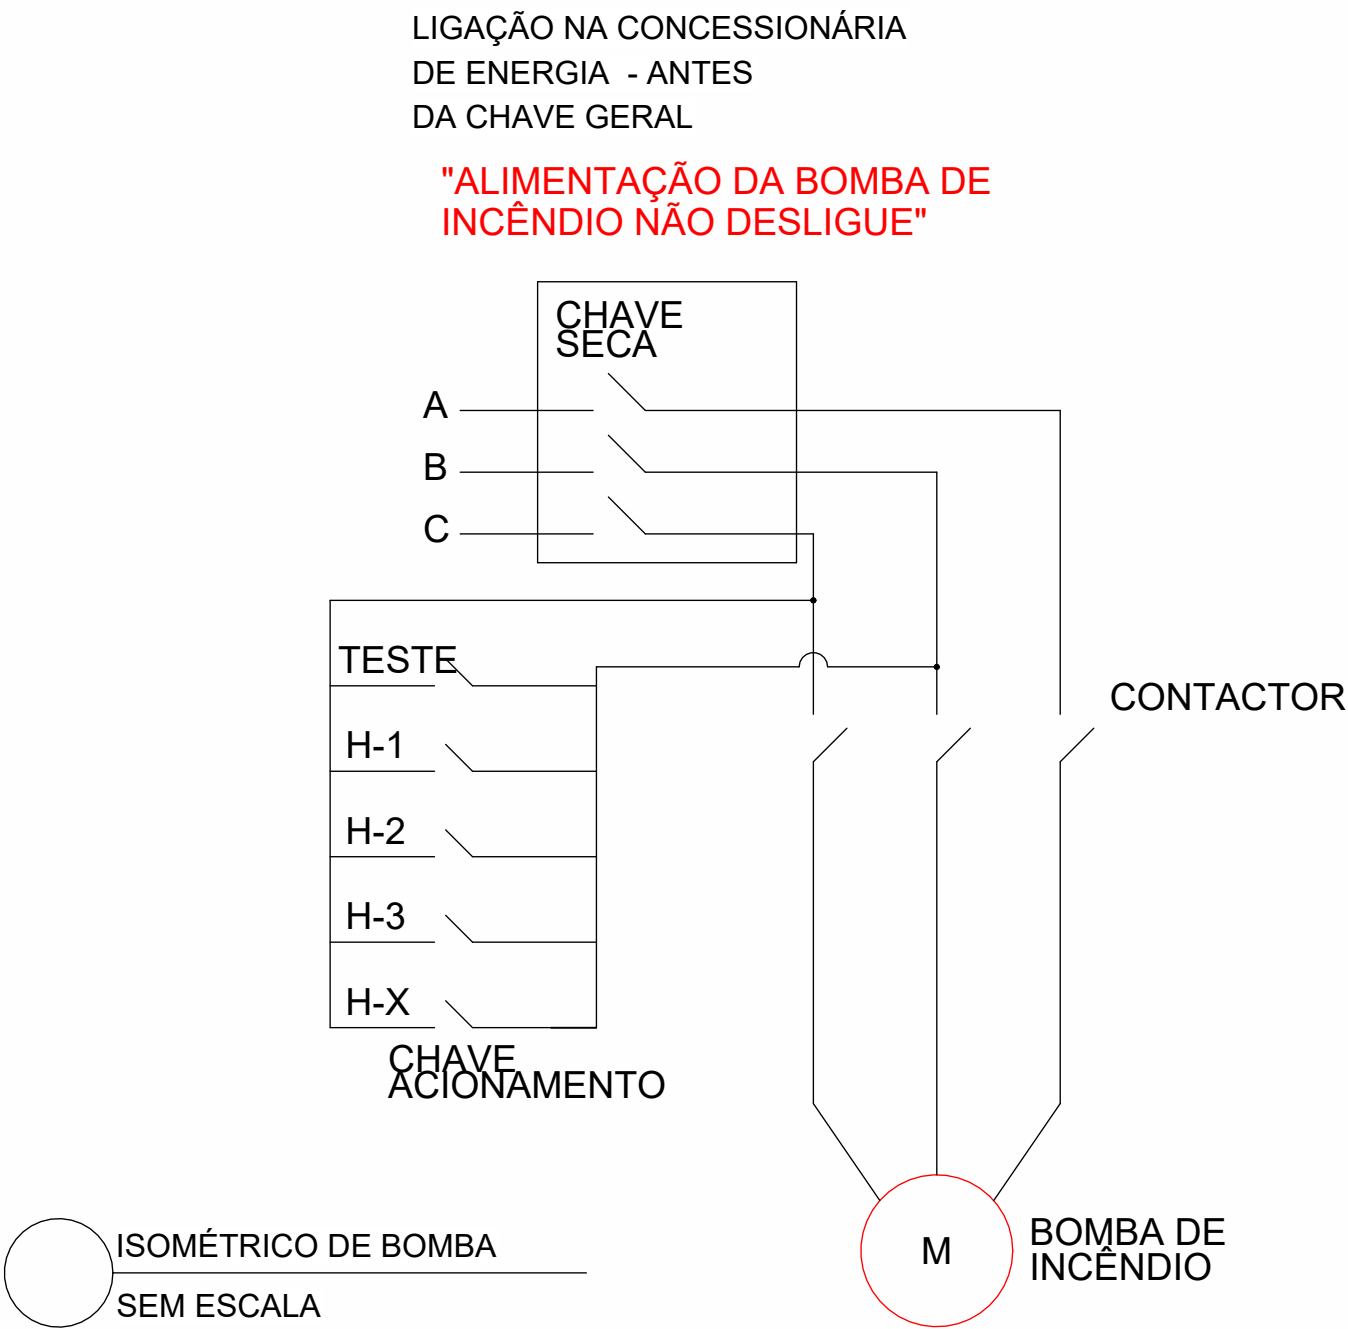 LIGAÇÃO NA CONCESSIONÁRIA
DE ENERGIA - ANTES
DA CHAVE GERAL
"ALIMENTAÇÃO DA BOMBA DE
INCÊNDIO NÃO DESLIGUE"
CHAVE
SECA
A
B
C
TESTE
CONTACTOR
H-1
H-2
H-3
H-X
CHAVE
ACIONAMENTO
M
BOMBA DE
INCÊNDIO
ISOMÉTRICO DE BOMBA
SEM ESCALA